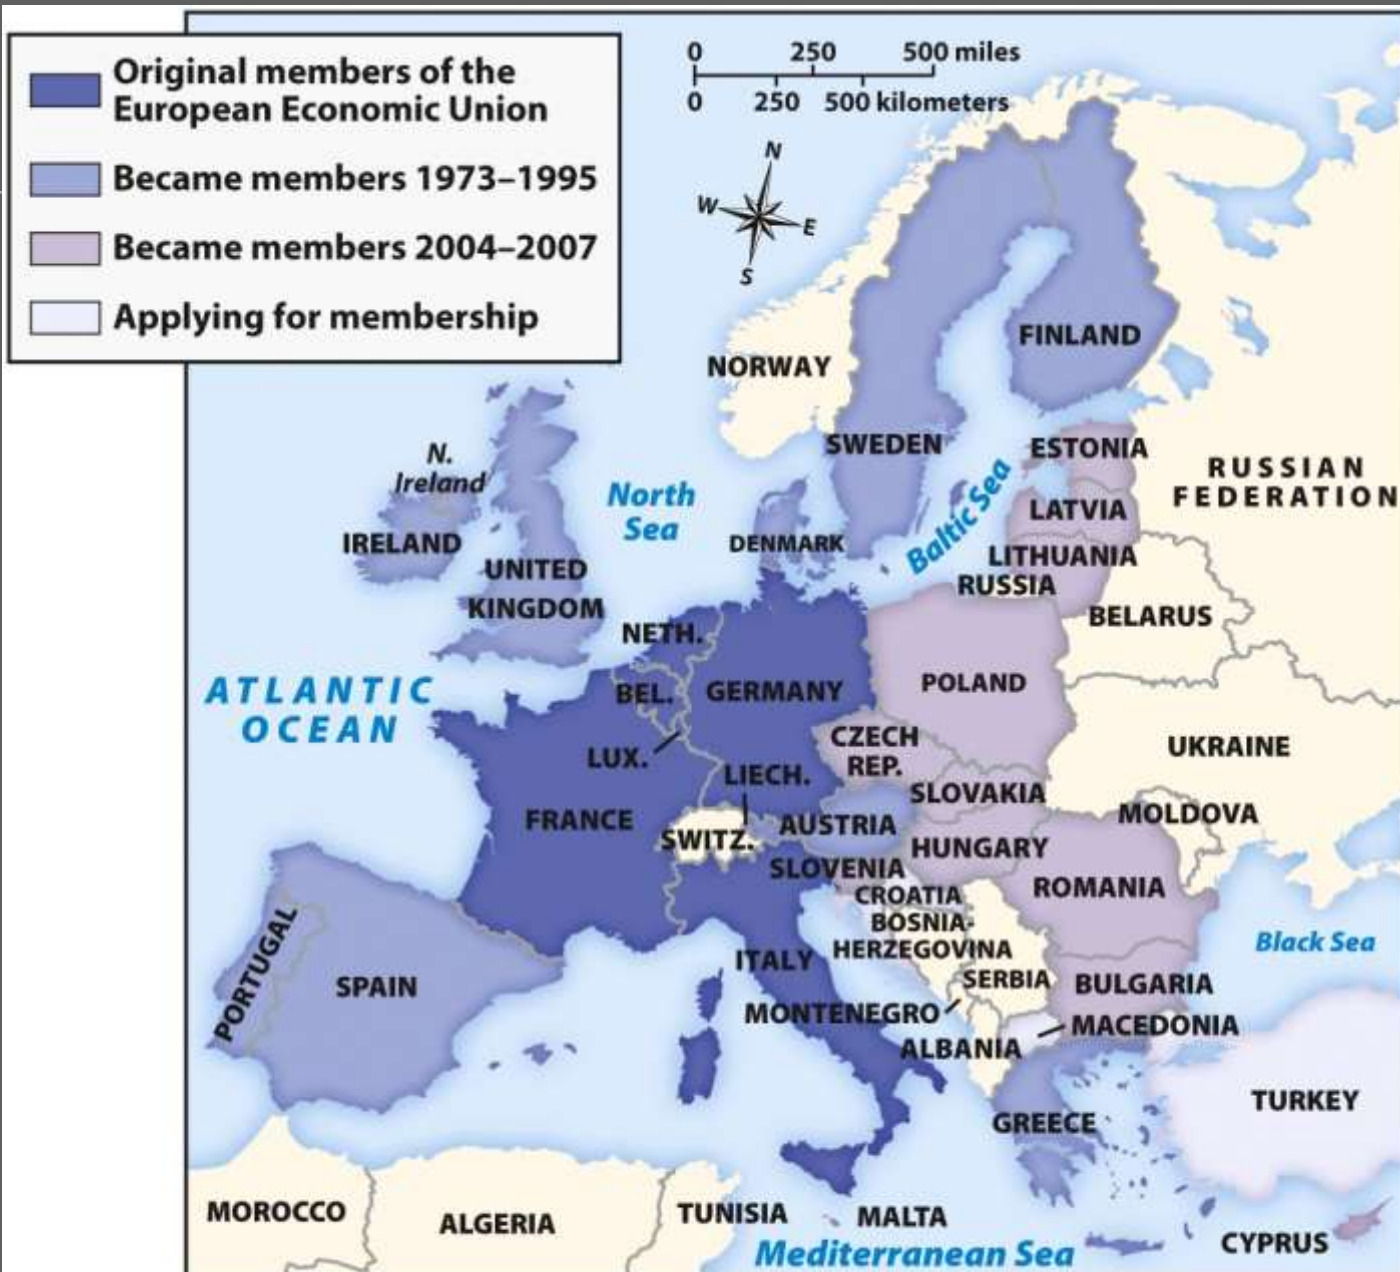 Original members of the
European Economic Union
Became members 1973–1995
Became members 2004–2007
Applying for membership
0 250 500 miles
0 250 500 kilometers
N
W
E
S
NORWAY
FINLAND
SWEDEN
ESTONIA
RUSSIAN
FEDERATION
N.
Ireland
North
Sea
Baltic Sea
LATVIA
IRELAND
DENMARK
LITHUANIA
UNITED
KINGDOM
RUSSIA
BELARUS
NETH.
ATLANTIC
OCEAN
BEL.
GERMANY
POLAND
LUX.
CZECH
REP.
UKRAINE
LIECH.
SLOVAKIA
FRANCE
SWITZ.
AUSTRIA
MOLDOVA
HUNGARY
SLOVENIA
ROMANIA
CROATIA
BOSNIA-
HERZEGOVINA
Black Sea
PORTUGAL
SPAIN
ITALY
SERBIA
BULGARIA
MONTENEGRO
MACEDONIA
ALBANIA
TURKEY
GREECE
MOROCCO
ALGERIA
TUNISIA
MALTA
CYPRUS
Mediterranean Sea